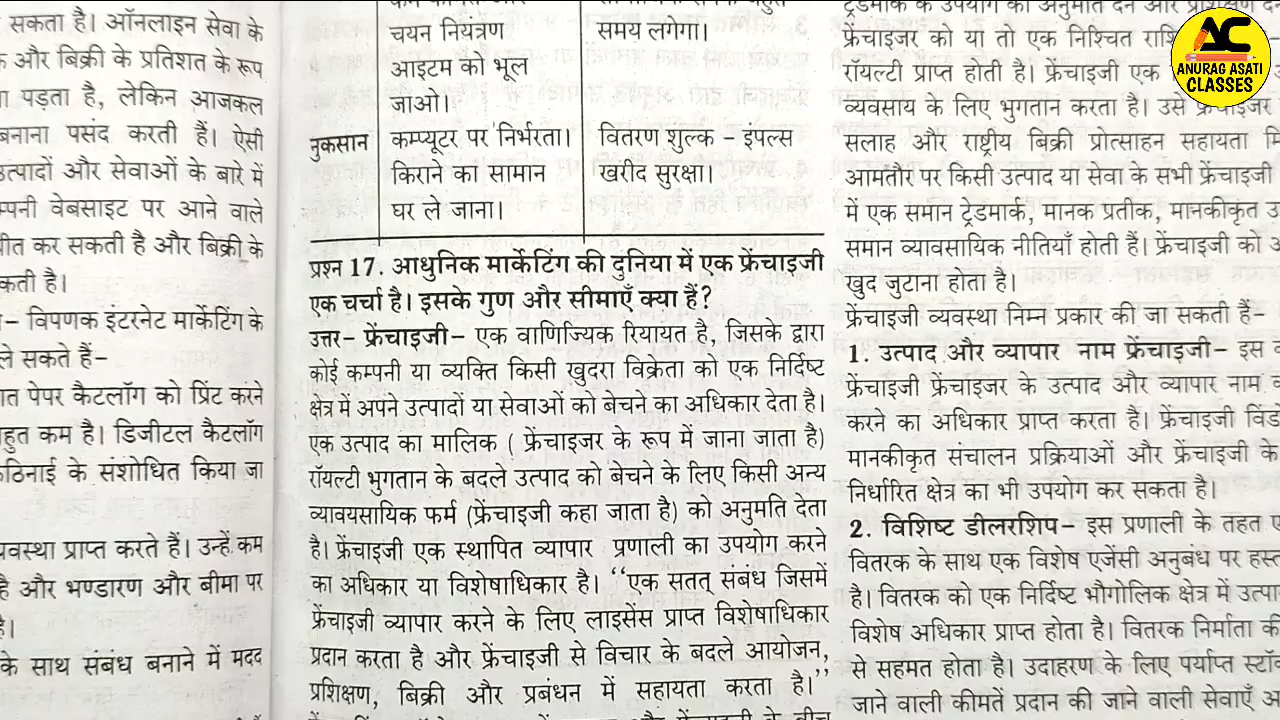 सकता है। ऑनलाइन सेवा के
और बिक्री के प्रतिशत के रूप
पड़ता है, लेकिन आजकल
बनाना पसंद करती हैं। ऐसी
उत्पादों और सेवाओं के बारे में
वेबसाइट पर आने वाले
कर सकती है और बिक्री के
है।
– विपणक इंटरनेट मार्केटिंग के
ले सकते हैं–
पेपर कैटलॉग को प्रिंट करने
कम है। डिजीटल कैटलॉग
के संशोधित किया जा
प्राप्त करते हैं। उन्हें कम
है और भण्डारण और बीमा पर
के साथ संबंध बनाने में मदद
चयन नियंत्रण
आइटम को भूल
जाओ।
समय लगेगा।
नुकसान
कम्प्यूटर पर निर्भरता।
किराने का सामान
घर ले जाना।
वितरण शुल्क – इंपल्स
खरीद सुरक्षा।
प्रश्न 17. आधुनिक मार्केटिंग की दुनिया में एक फ्रेंचाइजी
एक चर्चा है। इसके गुण और सीमाएँ क्या हैं?
उत्तर– फ्रेंचाइजी– एक वाणिज्यिक रियायत है, जिसके द्वारा
कोई कम्पनी या व्यक्ति किसी खुदरा विक्रेता को एक निर्दिष्ट
क्षेत्र में अपने उत्पादों या सेवाओं को बेचने का अधिकार देता है।
एक उत्पाद का मालिक ( फ्रेंचाइजर के रूप में जाना जाता है)
रॉयल्टी भुगतान के बदले उत्पाद को बेचने के लिए किसी अन्य
व्यावयसायिक फर्म (फ्रेंचाइजी कहा जाता है) को अनुमति देता
है। फ्रेंचाइजी एक स्थापित व्यापार प्रणाली का उपयोग करने
का अधिकार या विशेषाधिकार है। ‘‘एक सतत् संबंध जिसमें
फ्रेंचाइजी व्यापार करने के लिए लाइसेंस प्राप्त विशेषाधिकार
प्रदान करता है और फ्रेंचाइजी से विचार के बदले आयोजन,
प्रशिक्षण, बिक्री और प्रबंधन में सहायता करता है।’’
ट्रेडमार्क के उपयोग की अनुमति देने और प्रशिक्षण
फ्रेंचाइजर को या तो एक निश्चित
रॉयल्टी प्राप्त होती है। फ्रेंचाइजी एक
व्यवसाय के लिए भुगतान करता है। उसे फ्रेंचाइजर
सलाह और राष्ट्रीय बिक्री प्रोत्साहन सहायता
आमतौर पर किसी उत्पाद या सेवा के सभी फ्रेंचाइजी
में एक समान ट्रेडमार्क, मानक प्रतीक, मानकीकृत
समान व्यावसायिक नीतियाँ होती हैं। फ्रेंचाइजी को
खुद जुटाना होता है।
फ्रेंचाइजी व्यवस्था निम्न प्रकार की जा सकती हैं–
1. उत्पाद और व्यापार नाम फ्रेंचाइजी– इस
फ्रेंचाइजी फ्रेंचाइजर के उत्पाद और व्यापार नाम
करने का अधिकार प्राप्त करता है। फ्रेंचाइजी
मानकीकृत संचालन प्रक्रियाओं और फ्रेंचाइजी के
निर्धारित क्षेत्र का भी उपयोग कर सकता है।
2. विशिष्ट डीलरशिप– इस प्रणाली के तहत
वितरक के साथ एक विशेष एजेंसी अनुबंध पर
है। वितरक को एक निर्दिष्ट भौगोलिक क्षेत्र में
विशेष अधिकार प्राप्त होता है। वितरक निर्माता
से सहमत होता है। उदाहरण के लिए पर्याप्त
जाने वाली कीमतें प्रदान की जाने वाली सेवाएँ
AC
ANURAG ASATI
CLASSES